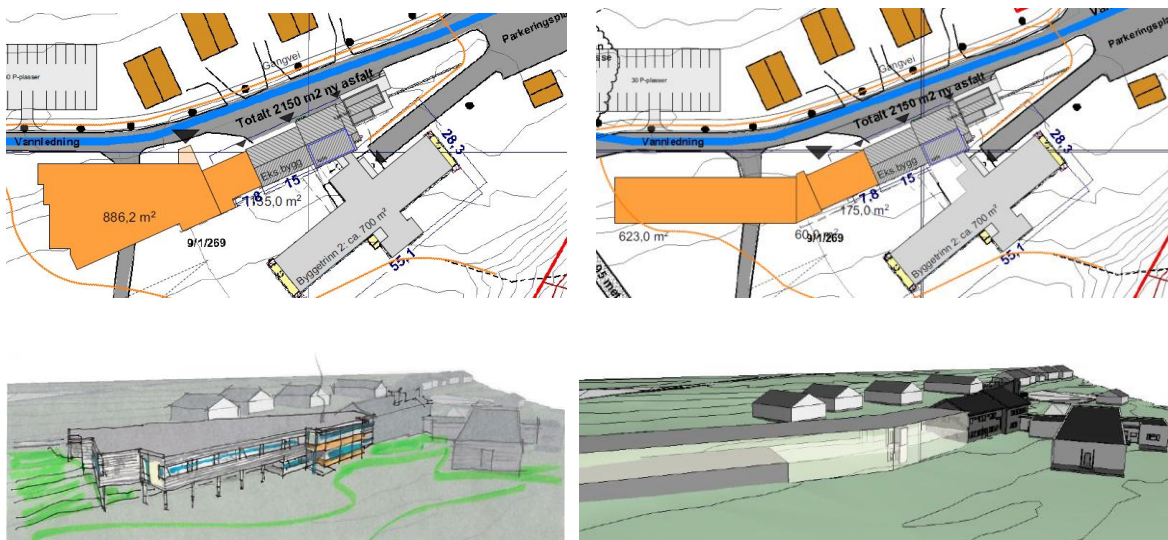 Parkeringspla
Gangvei
Totalt 2150 m2 ny asfalt
Vannledning
28,3
Eks.bygg
15
7,8
886,2 m²
9/1/269
Byggetrinn 2: ca. 700 m²
55,1
Parkeringspla
30 P-plasser
Gangvei
Totalt 2150 m2 ny asfalt
Vannledning
28,3
Eks.bygg
15
7,8
175,0 m²
623,0 m²
9/1/269
Byggetrinn 2: ca. 700 m²
55,1